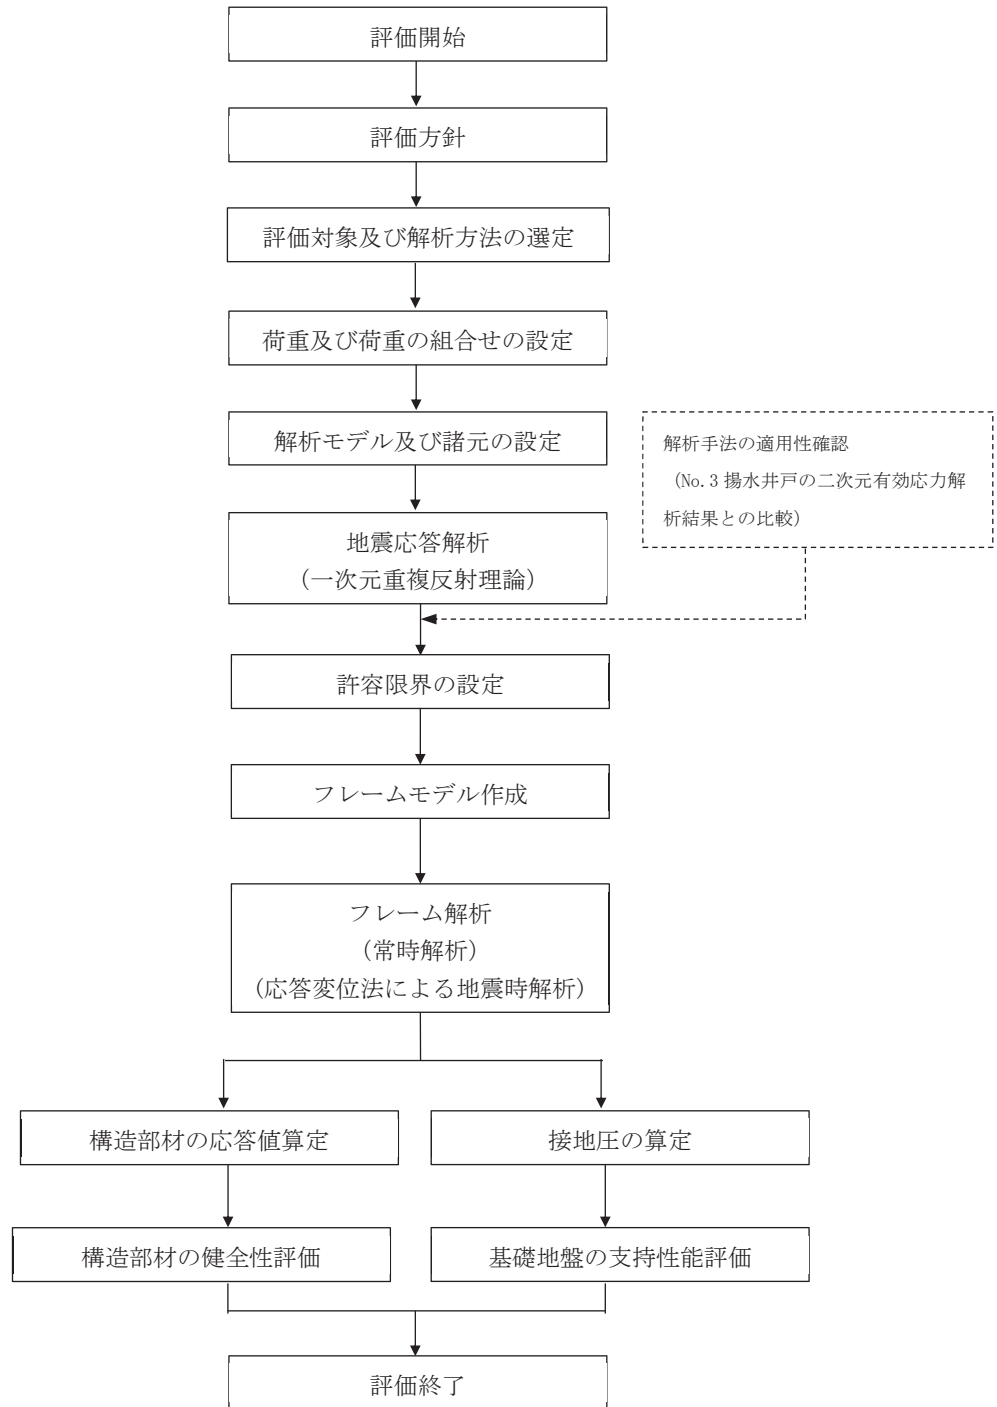 評価開始
評価方針
評価対象及び解析方法の選定
荷重及び荷重の組合せの設定
解析モデル及び諸元の設定
解析手法の適用性確認
（No.3 揚水井戸の二次元有効応力解
析結果との比較）
地震応答解析
（一次元重複反射理論）
許容限界の設定
フレームモデル作成
フレーム解析
（常時解析）
（応答変位法による地震時解析）
構造部材の応答値算定
接地圧の算定
構造部材の健全性評価
基礎地盤の支持性能評価
評価終了